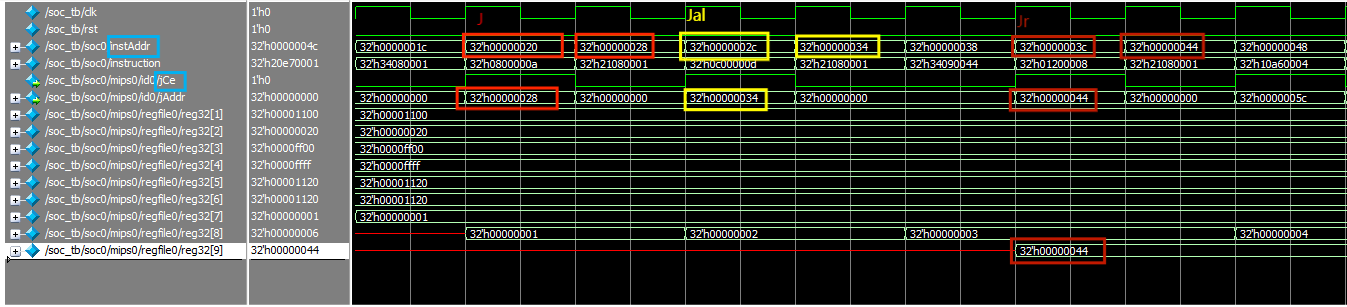 J Jal Jr
/soc_tb/clk 1'h0
/soc_tb/rst 1'h0
/soc_tb/soc0/instAddr 32'h0000004c 32'h0000001c 32'h00000020 32'h00000028 32'h0000002c 32'h00000034 32'h00000038 32'h0000003c 32'h00000044 32'h00000048
/soc_tb/soc0/instruction 32'h20e70001 32'h34080001 32'h0800000a 32'h21080001 32'h0c00000d 32'h21080001 32'h34090044 32'h01200008 32'h21080001 32'h10a60004
/soc_tb/soc0/mips0/id0/jCe 1'h0
/soc_tb/soc0/mips0/id0/jAddr 32'h00000000 32'h00000000 32'h00000028 32'h00000000 32'h00000034 32'h00000000 32'h00000044 32'h00000000 32'h0000005c
/soc_tb/soc0/mips0/regfile0/reg32[1] 32'h00001100 32'h00001100
/soc_tb/soc0/mips0/regfile0/reg32[2] 32'h00000020 32'h00000020
/soc_tb/soc0/mips0/regfile0/reg32[3] 32'h0000ff00 32'h0000ff00
/soc_tb/soc0/mips0/regfile0/reg32[4] 32'h0000ffff 32'h0000ffff
/soc_tb/soc0/mips0/regfile0/reg32[5] 32'h00001120 32'h00001120
/soc_tb/soc0/mips0/regfile0/reg32[6] 32'h00001120 32'h00001120
/soc_tb/soc0/mips0/regfile0/reg32[7] 32'h00000001 32'h00000001
/soc_tb/soc0/mips0/regfile0/reg32[8] 32'h00000006 32'h00000001 32'h00000002 32'h00000003 32'h00000004
/soc_tb/soc0/mips0/regfile0/reg32[9] 32'h00000044 32'h00000044